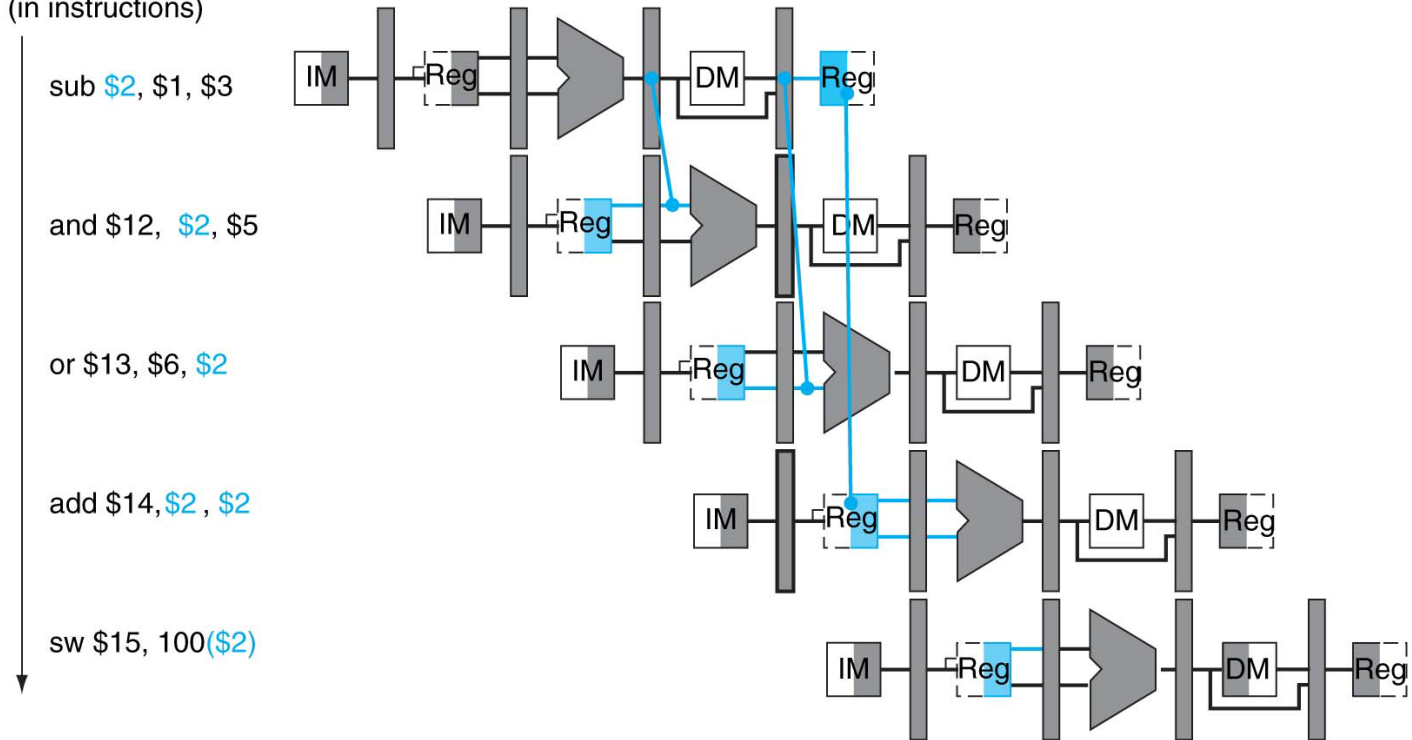 (in instructions)
sub $2, $1, $3
IM Reg DM Reg
and $12, $2, $5
IM Reg DM Reg
or $13, $6, $2
IM Reg DM Reg
add $14,$2 , $2
IM Reg DM Reg
sw $15, 100($2)
IM Reg DM Reg